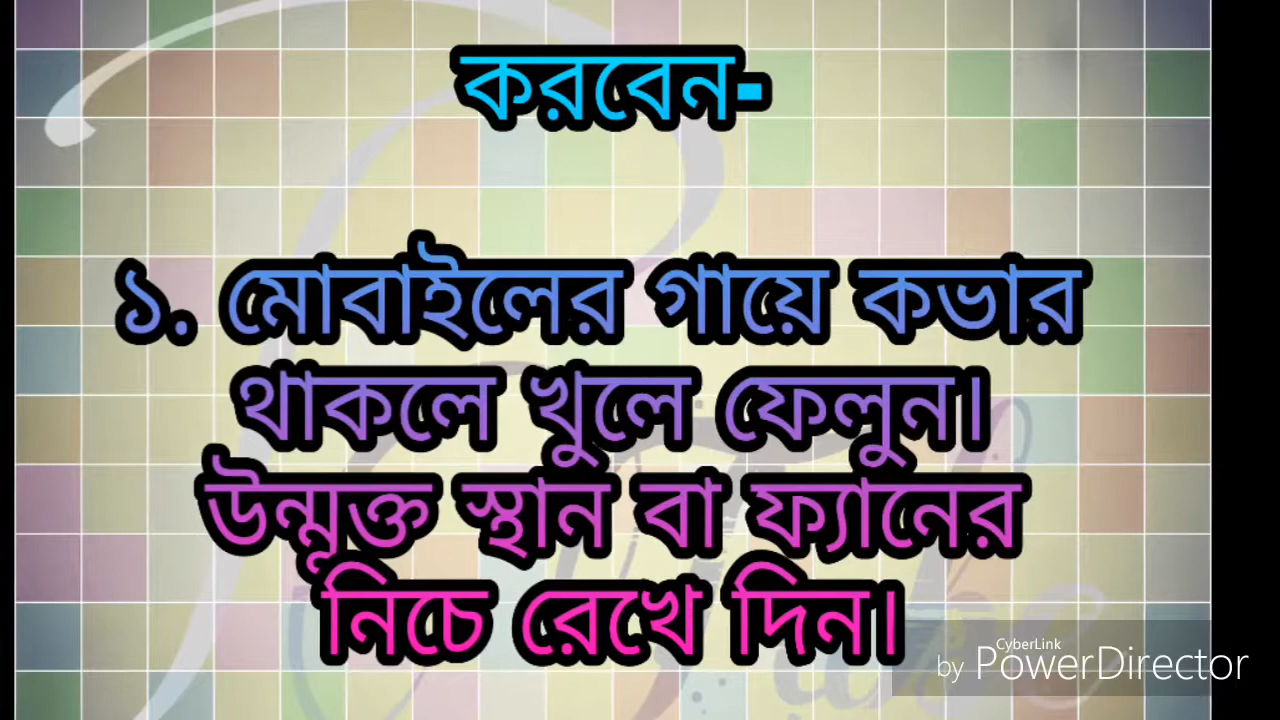 করবেন-
১. মোবাইলের গায়ে কভার
থাকলে খুলে ফেলুন।
উন্মূক্ত স্থান বা ফ্যানের
নিচে রেখে দিন।
CyberLink
by PowerDirector